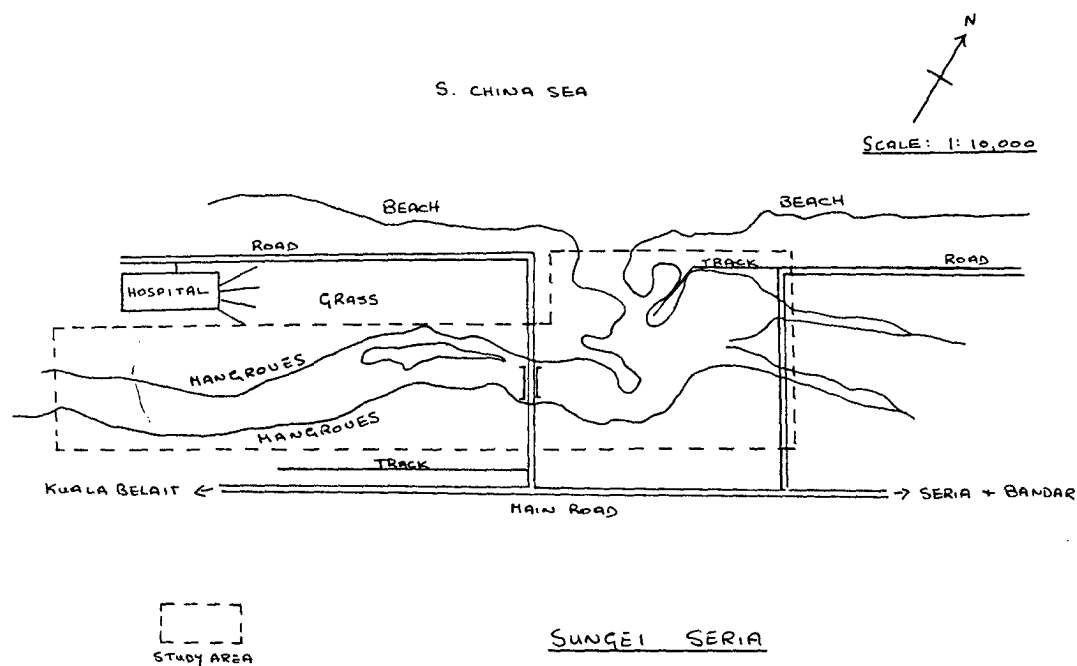 N
S. CHINA SEA
SCALE: 1:10,000
BEACH
BEACH
ROAD
TRACK
ROAD
HOSPITAL
GRASS
MANGROVES
MANGROVES
TRACK
KUALA BELAIT
SERIA + BANDAR
MAIN ROAD
STUDY AREA
SUNGEI SERIA